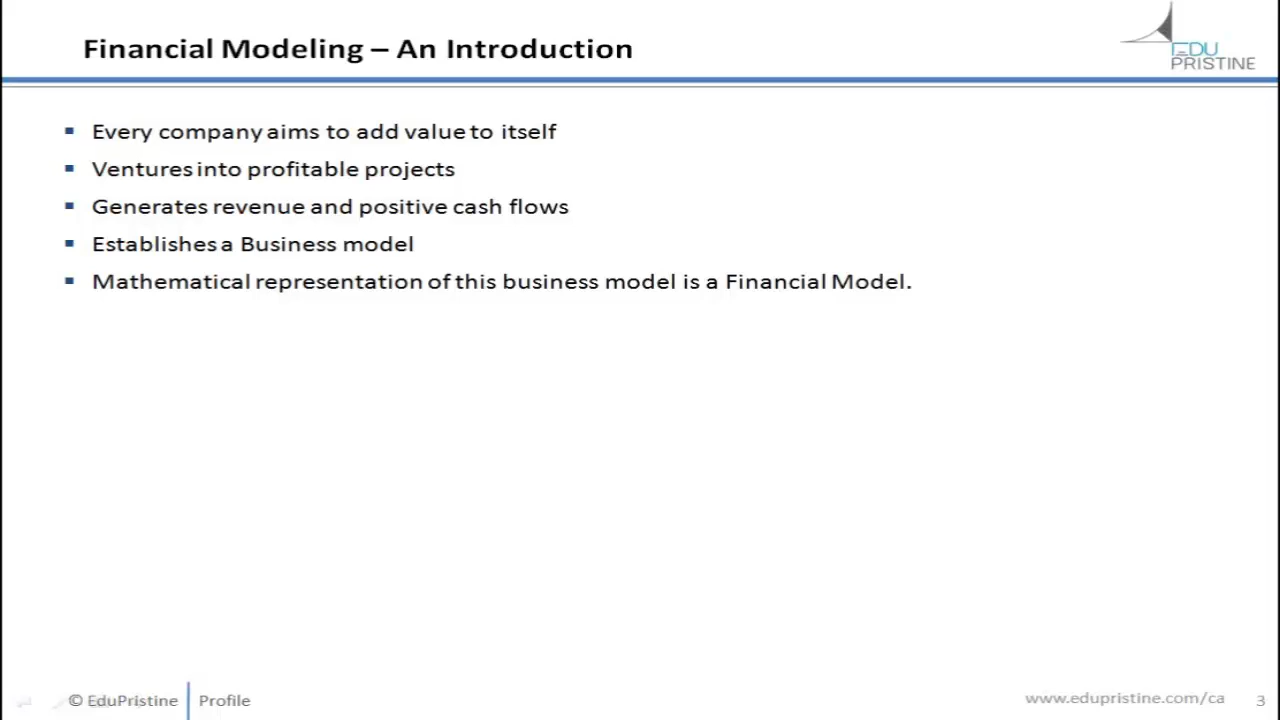 Financial Modeling – An Introduction
EDU
PRISTINE
Every company aims to add value to itself
Ventures into profitable projects
Generates revenue and positive cash flows
Establishes a Business model
Mathematical representation of this business model is a Financial Model.
© EduPristine
Profile
www.edupristine.com/ca
3